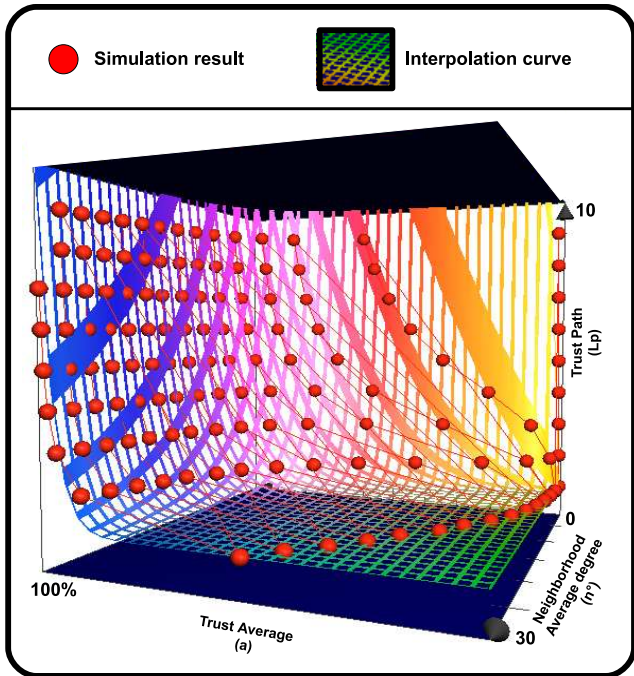 Simulation result
Interpolation curve
10
Trust Path
(Lp)
0
Neighborhood
Average degree
(n°)
30
100%
Trust Average
(a)